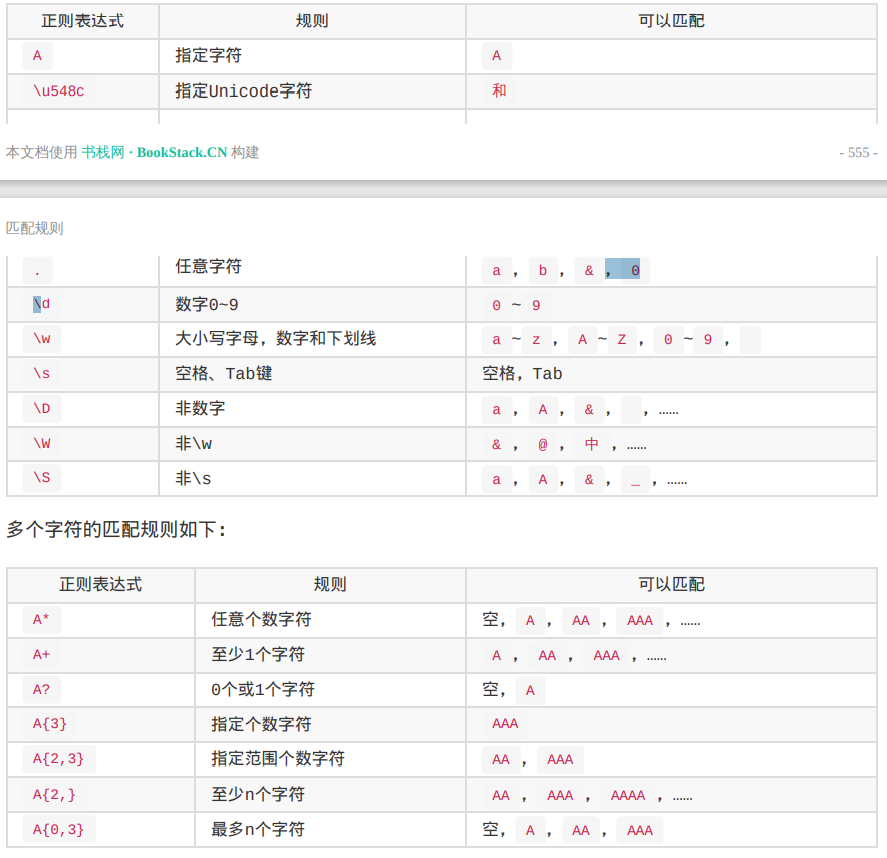 正则表达式 规则 可以匹配
A 指定字符 A
\u548c 指定Unicode字符 和
本文档使用 书栈网 · BookStack.CN 构建 - 555 -
匹配规则
. 任意字符 a , b , & , 0
\d 数字0~9 0 ~ 9
\w 大小写字母，数字和下划线 a ~ z , A ~ Z , 0 ~ 9 ,
\s 空格、Tab键 空格，Tab
\D 非数字 a , A , & , , ……
\W 非\w & , @ , 中 , ……
\S 非\s a , A , & , _ , ……
多个字符的匹配规则如下：
正则表达式 规则 可以匹配
A* 任意个数字符 空， A , AA , AAA , ……
A+ 至少1个字符 A , AA , AAA , ……
A? 0个或1个字符 空， A
A{3} 指定个数字符 AAA
A{2,3} 指定范围个数字符 AA , AAA
A{2,} 至少n个字符 AA , AAA , AAAA , ……
A{0,3} 最多n个字符 空， A , AA , AAA